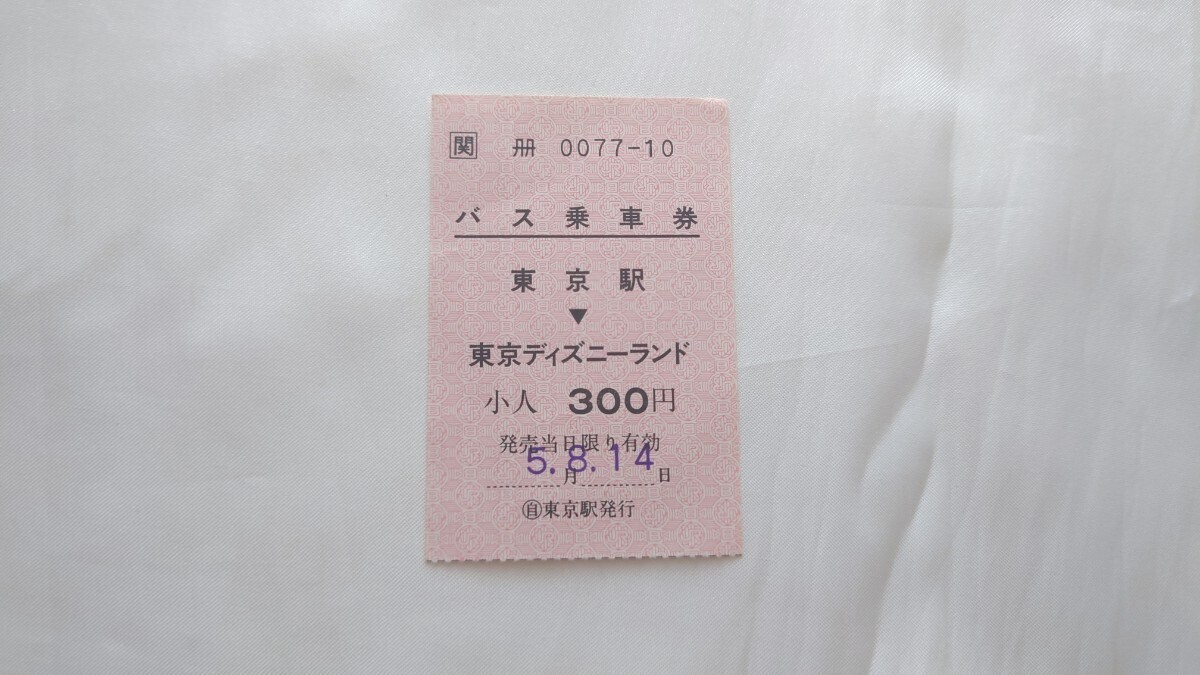 関 冊 0077-10
バス乗車券
東京駅
▼
東京ディズニーランド
小人 300円
発売当日限り有効
5.8.14
月 日
自東京駅発行